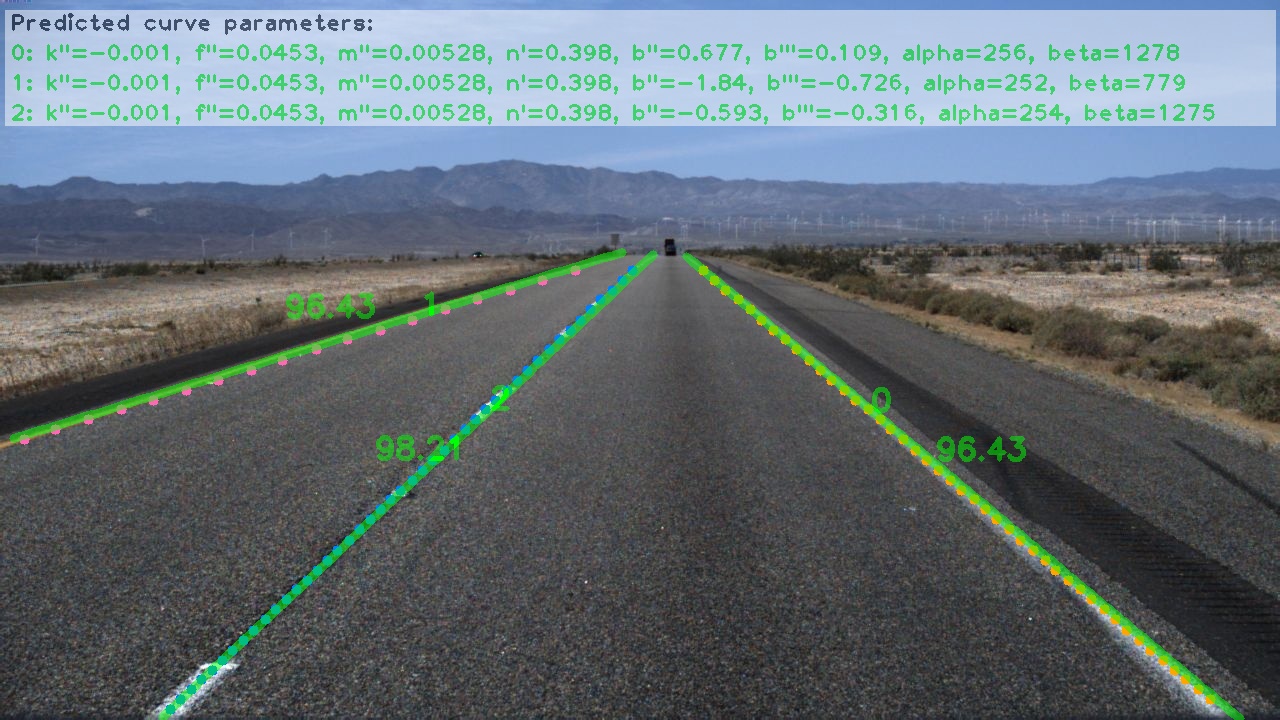 Predicted curve parameters:
0: k''=-0.001, f''=0.0453, m''=0.00528, n'=0.398, b''=0.677, b'''=0.109, alpha=256, beta=1278
1: k''=-0.001, f''=0.0453, m''=0.00528, n'=0.398, b''=-1.84, b'''=-0.726, alpha=252, beta=779
2: k''=-0.001, f''=0.0453, m''=0.00528, n'=0.398, b''=-0.593, b'''=-0.316, alpha=254, beta=1275
96.43 1
2 0
98.21 96.43